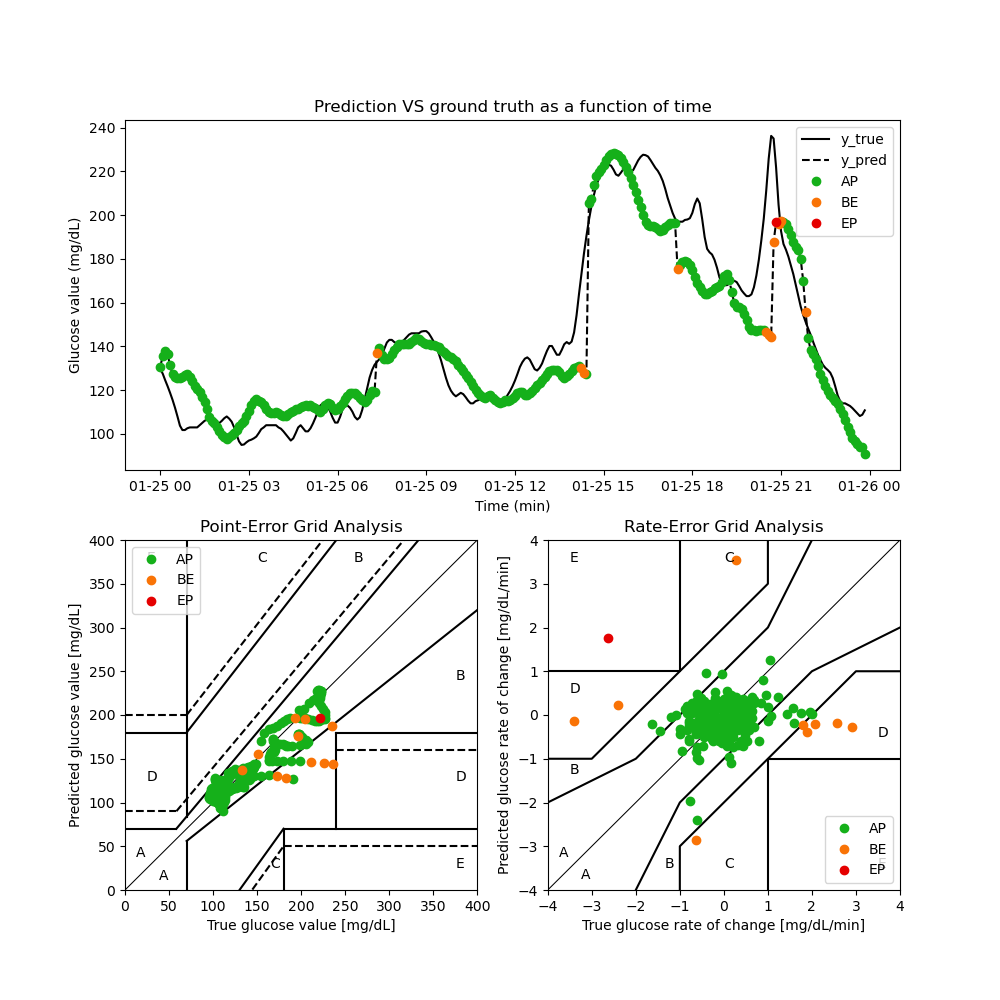 Prediction VS ground truth as a function of time
Glucose value (mg/dL)
240
220
200
180
160
140
120
100
y_true
y_pred
AP
BE
EP
01-25 00 01-25 03 01-25 06 01-25 09 01-25 12 01-25 15 01-25 18 01-25 21 01-26 00
Time (min)
Point-Error Grid Analysis
Predicted glucose value [mg/dL]
400
350
300
250
200
150
100
50
0
AP
BE
EP
C
B
B
D
D
A
A
C
E
0 50 100 150 200 250 300 350 400
True glucose value [mg/dL]
Rate-Error Grid Analysis
Predicted glucose rate of change [mg/dL/min]
4
3
2
1
0
−1
−2
−3
−4
E
C
D
D
B
A
A
B
C
AP
BE
EP
−4 −3 −2 −1 0 1 2 3 4
True glucose rate of change [mg/dL/min]